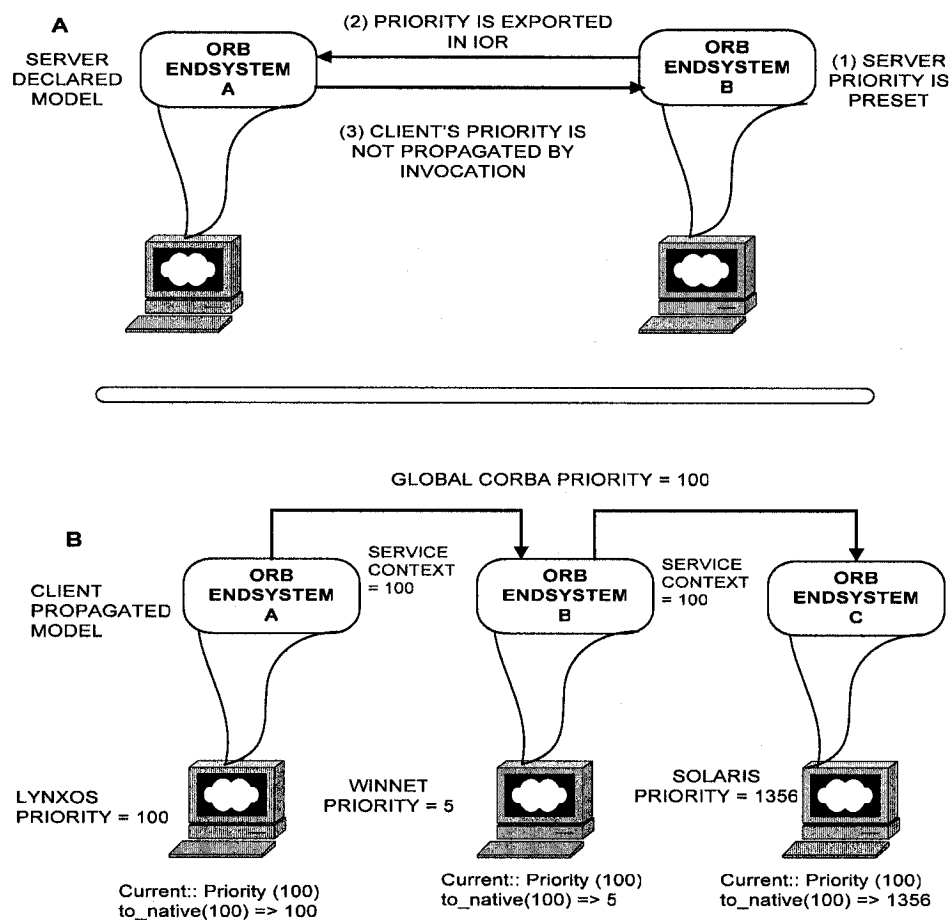 A
SERVER
DECLARED
MODEL
ORB
ENDSYSTEM
A
(2) PRIORITY IS EXPORTED
IN IOR
(3) CLIENT'S PRIORITY IS
NOT PROPAGATED BY
INVOCATION
ORB
ENDSYSTEM
B
(1) SERVER
PRIORITY IS
PRESET
GLOBAL CORBA PRIORITY = 100
B
CLIENT
PROPAGATED
MODEL
ORB
ENDSYSTEM
A
SERVICE
CONTEXT
= 100
ORB
ENDSYSTEM
B
SERVICE
CONTEXT
= 100
ORB
ENDSYSTEM
C
LYNXOS
PRIORITY = 100
WINNET
PRIORITY = 5
SOLARIS
PRIORITY = 1356
Current:: Priority (100)
to_native(100) => 100
Current:: Priority (100)
to_native(100) => 5
Current:: Priority (100)
to_native(100) => 1356